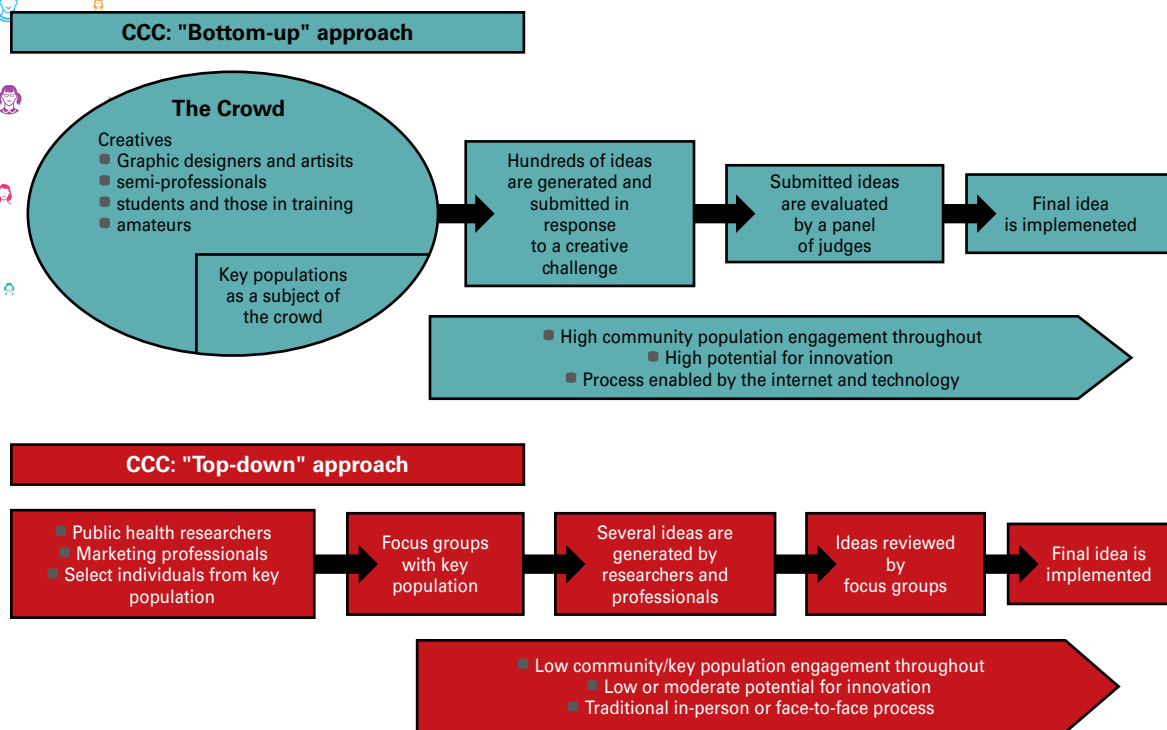 CCC: "Bottom-up" approach
The Crowd
Creatives
Graphic designers and artisits
semi-professionals
students and those in training
amateurs
Key populations
as a subject of
the crowd
Hundreds of ideas
are generated and
submitted in
response
to a creative
challenge
Submitted ideas
are evaluated
by a panel
of judges
Final idea
is implemeneted
High community population engagement throughout
High potential for innovation
Process enabled by the internet and technology
CCC: "Top-down" approach
Public health researchers
Marketing professionals
Select individuals from key
population
Focus groups
with key
population
Several ideas are
generated by
researchers and
professionals
Ideas reviewed
by
focus groups
Final idea is
implemented
Low community/key population engagement throughout
Low or moderate potential for innovation
Traditional in-person or face-to-face process